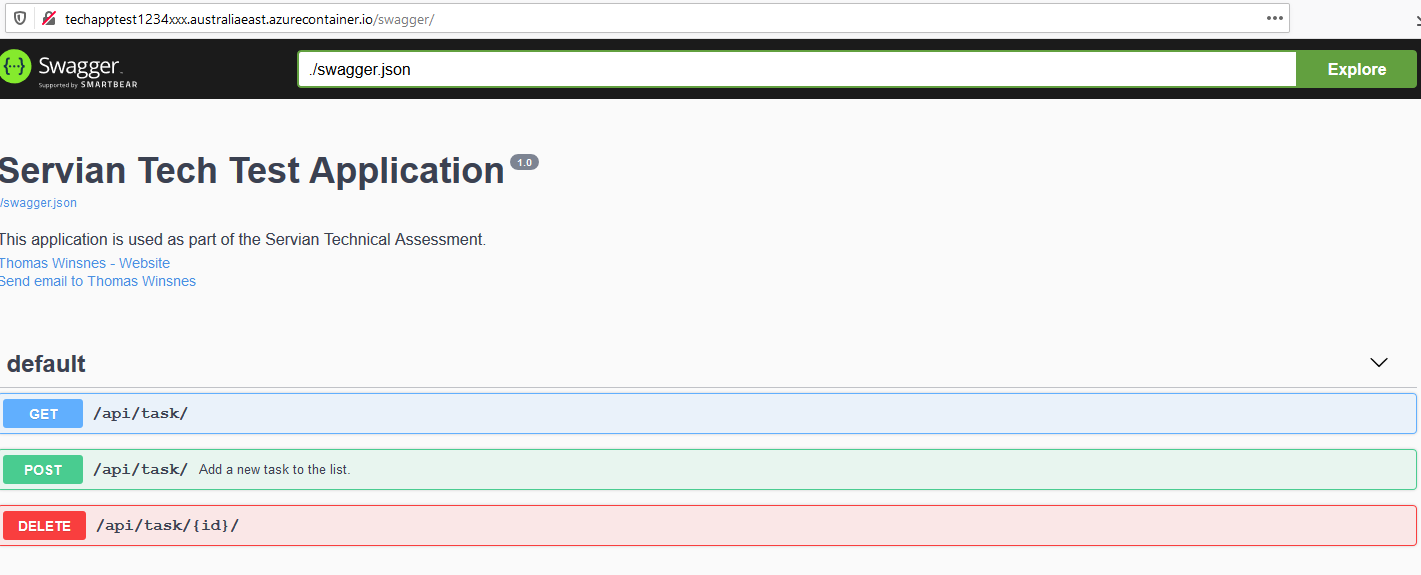 techapptest1234xxx.australiaeast.azurecontainer.io/swagger/
Swagger
Supported by SMARTBEAR
./swagger.json
Explore
Servian Tech Test Application 1.0
/swagger.json
This application is used as part of the Servian Technical Assessment.
Thomas Winsnes - Website
Send email to Thomas Winsnes
default
GET /api/task/
POST /api/task/ Add a new task to the list.
DELETE /api/task/{id}/